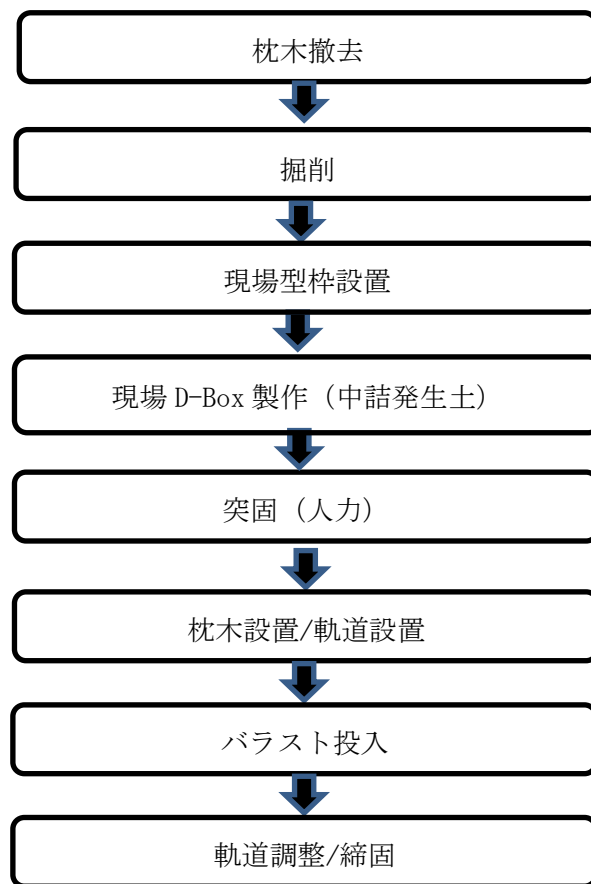 枕木撤去
掘削
現場型枠設置
現場 D-Box 製作（中詰発生土）
突固（人力）
枕木設置/軌道設置
バラスト投入
軌道調整/締固